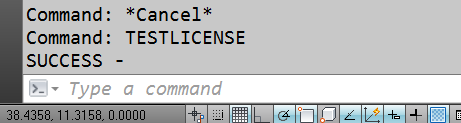 Command: *Cancel*
Command: TESTLICENSE
SUCCESS -
Type a command
38.4358, 11.3158, 0.0000